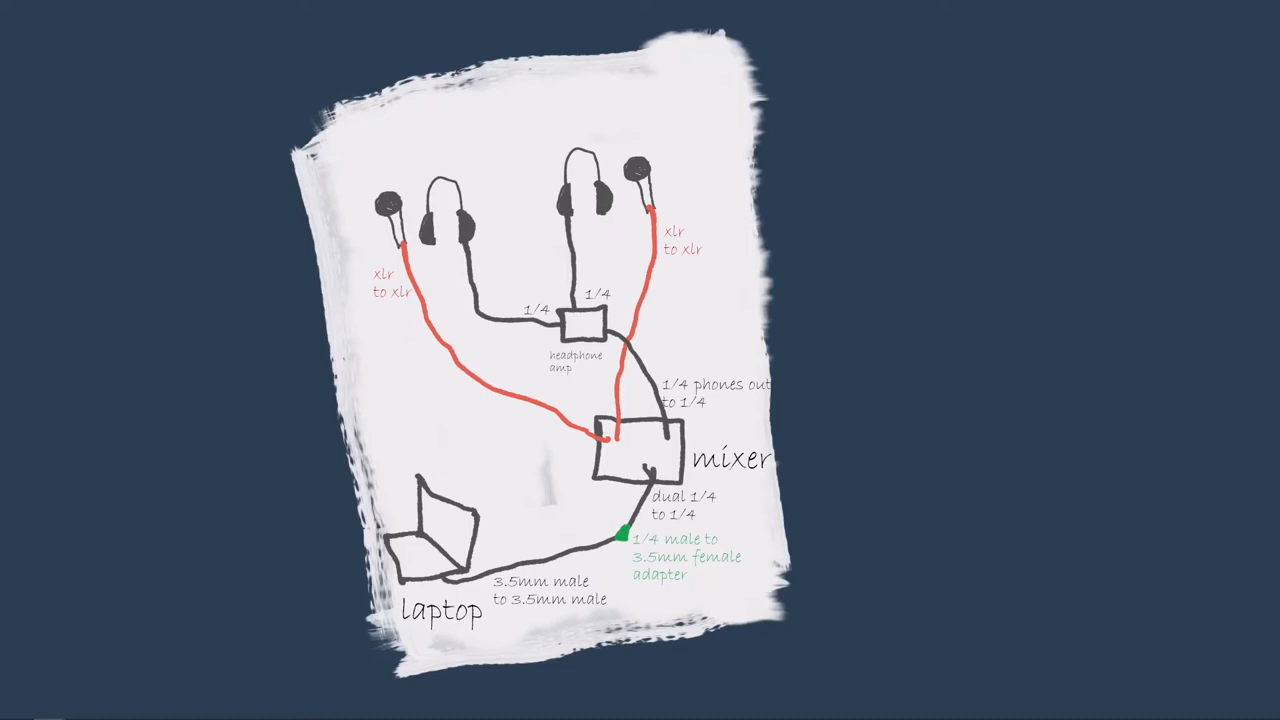 xlr
to xlr
xlr
to xlr
1/4
1/4
headphone
amp
1/4 phones out
to 1/4
mixer
dual 1/4
to 1/4
1/4 male to
3.5mm female
adapter
3.5mm male
to 3.5mm male
laptop